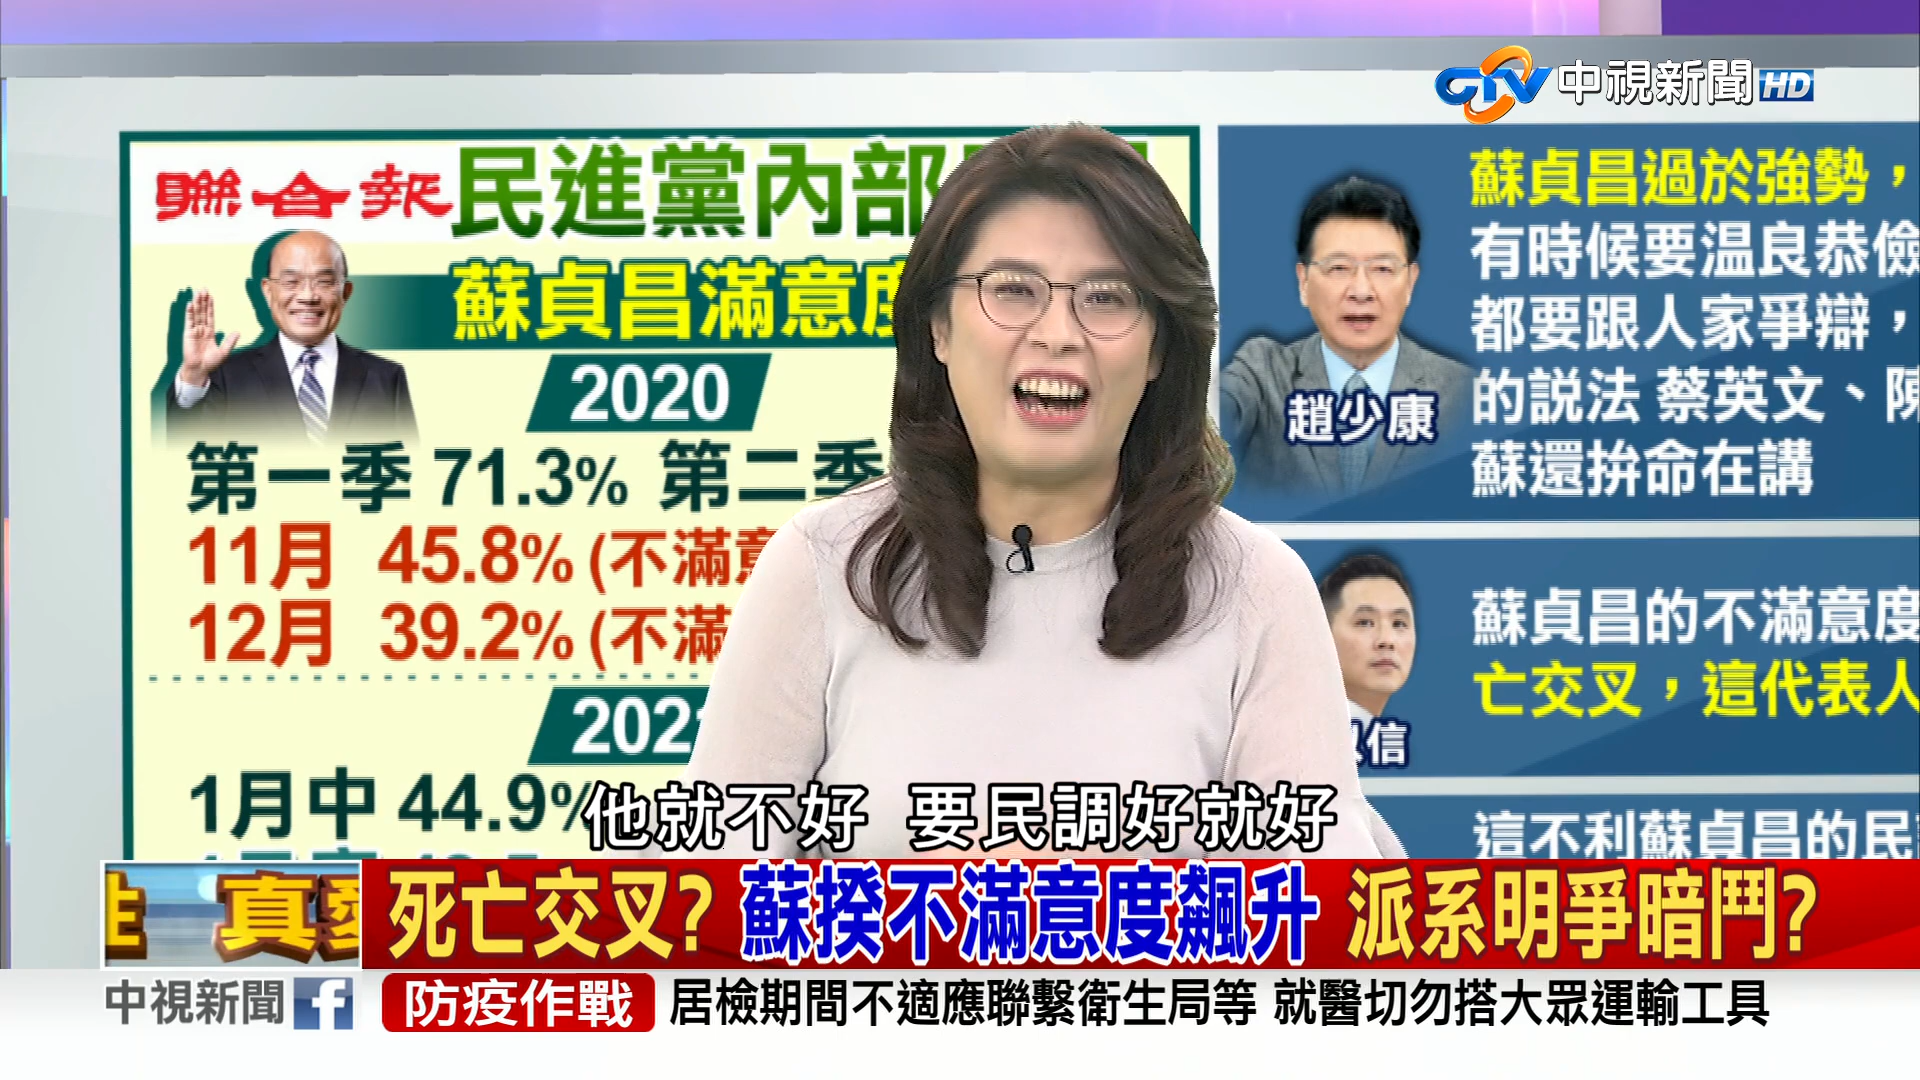 CTV中視新聞HD
聯合報 民進黨內部
蘇貞昌滿意度
2020
第一季 71.3% 第二季
11月 45.8% (不滿意
12月 39.2% (不滿
202
1月中 44.9%
蘇貞昌過於強勢，
有時候要溫良恭儉
都要跟人家爭辯，
的說法 蔡英文、陳
蘇還拚命在講
趙少康
蘇貞昌的不滿意度
亡交叉，這代表人
信
這不利蘇貞昌的民
他就不好 要民調好就好
真
死亡交叉? 蘇揆不滿意度飆升 派系明爭暗鬥?
中視新聞 f 防疫作戰 居檢期間不適應聯繫衛生局等 就醫切勿搭大眾運輸工具